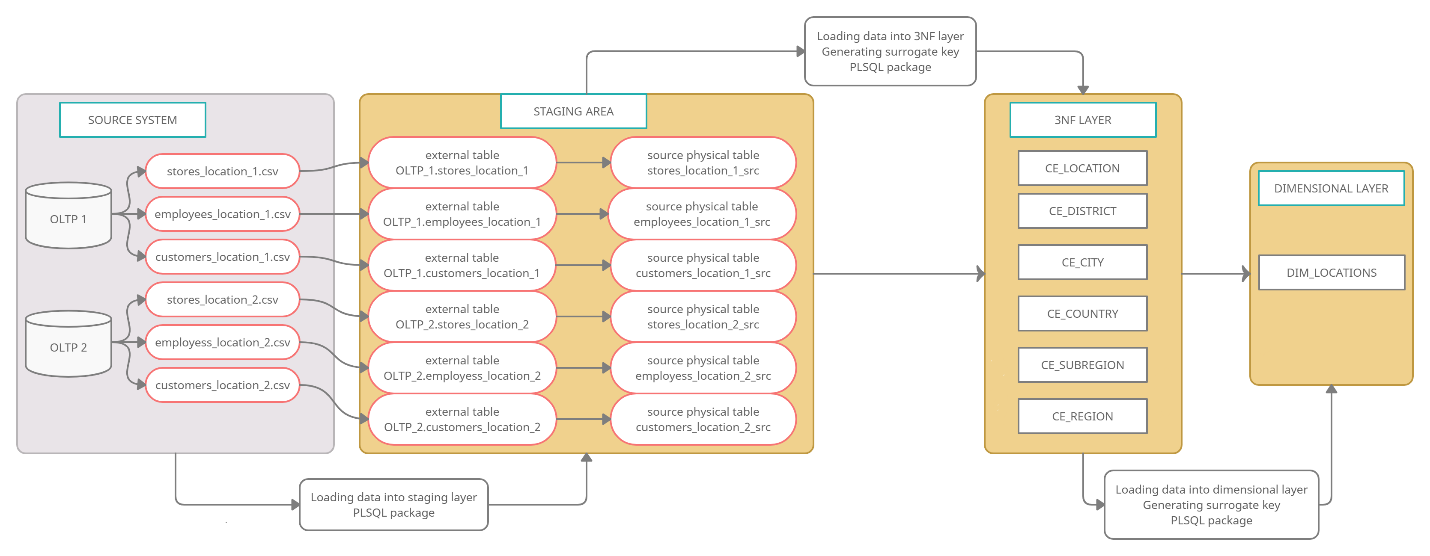 Loading data into 3NF layer
Generating surrogate key
PLSQL package
SOURCE SYSTEM
OLTP 1
stores_location_1.csv
employees_location_1.csv
customers_location_1.csv
OLTP 2
stores_location_2.csv
employess_location_2.csv
customers_location_2.csv
STAGING AREA
external table
OLTP_1.stores_location_1
source physical table
stores_location_1_src
external table
OLTP_1.employees_location_1
source physical table
employees_location_1_src
external table
OLTP_1.customers_location_1
source physical table
customers_location_1_src
external table
OLTP_2.stores_location_2
source physical table
stores_location_2_src
external table
OLTP_2.employess_location_2
source physical table
employess_location_2_src
external table
OLTP_2.customers_location_2
source physical table
customers_location_2_src
3NF LAYER
CE_LOCATION
CE_DISTRICT
CE_CITY
CE_COUNTRY
CE_SUBREGION
CE_REGION
DIMENSIONAL LAYER
DIM_LOCATIONS
Loading data into staging layer
PLSQL package
Loading data into dimensional layer
Generating surrogate key
PLSQL package